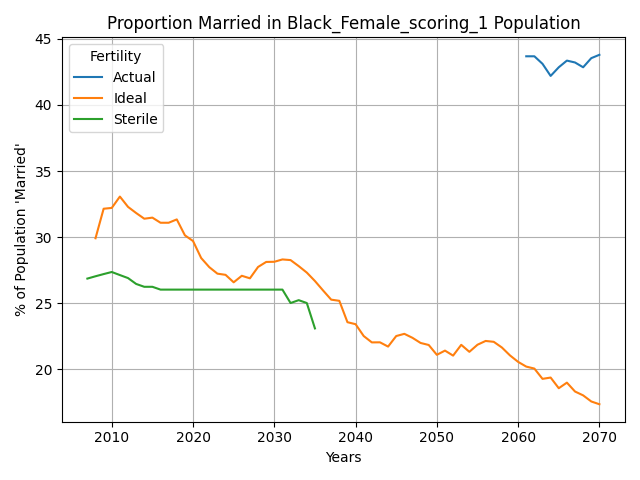 Proportion Married in Black_Female_scoring_1 Population
% of Population 'Married'
45
40
35
30
25
20
Fertility
Actual
Ideal
Sterile
2010 2020 2030 2040 2050 2060 2070
Years